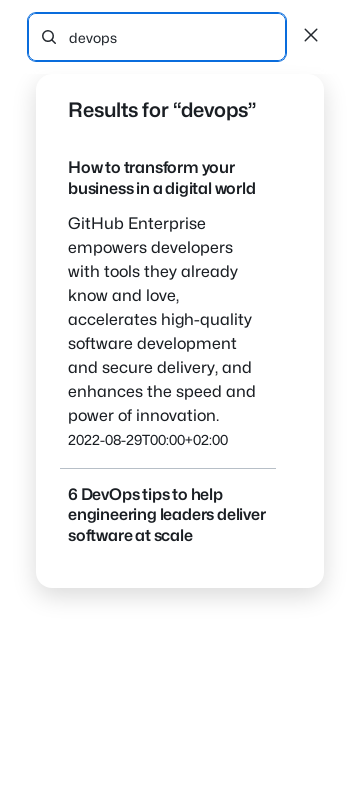 devops
Results for “devops”
How to transform your
business in a digital world
GitHub Enterprise
empowers developers
with tools they already
know and love,
accelerates high-quality
software development
and secure delivery, and
enhances the speed and
power of innovation.
2022-08-29T00:00+02:00
6 DevOps tips to help
engineering leaders deliver
software at scale